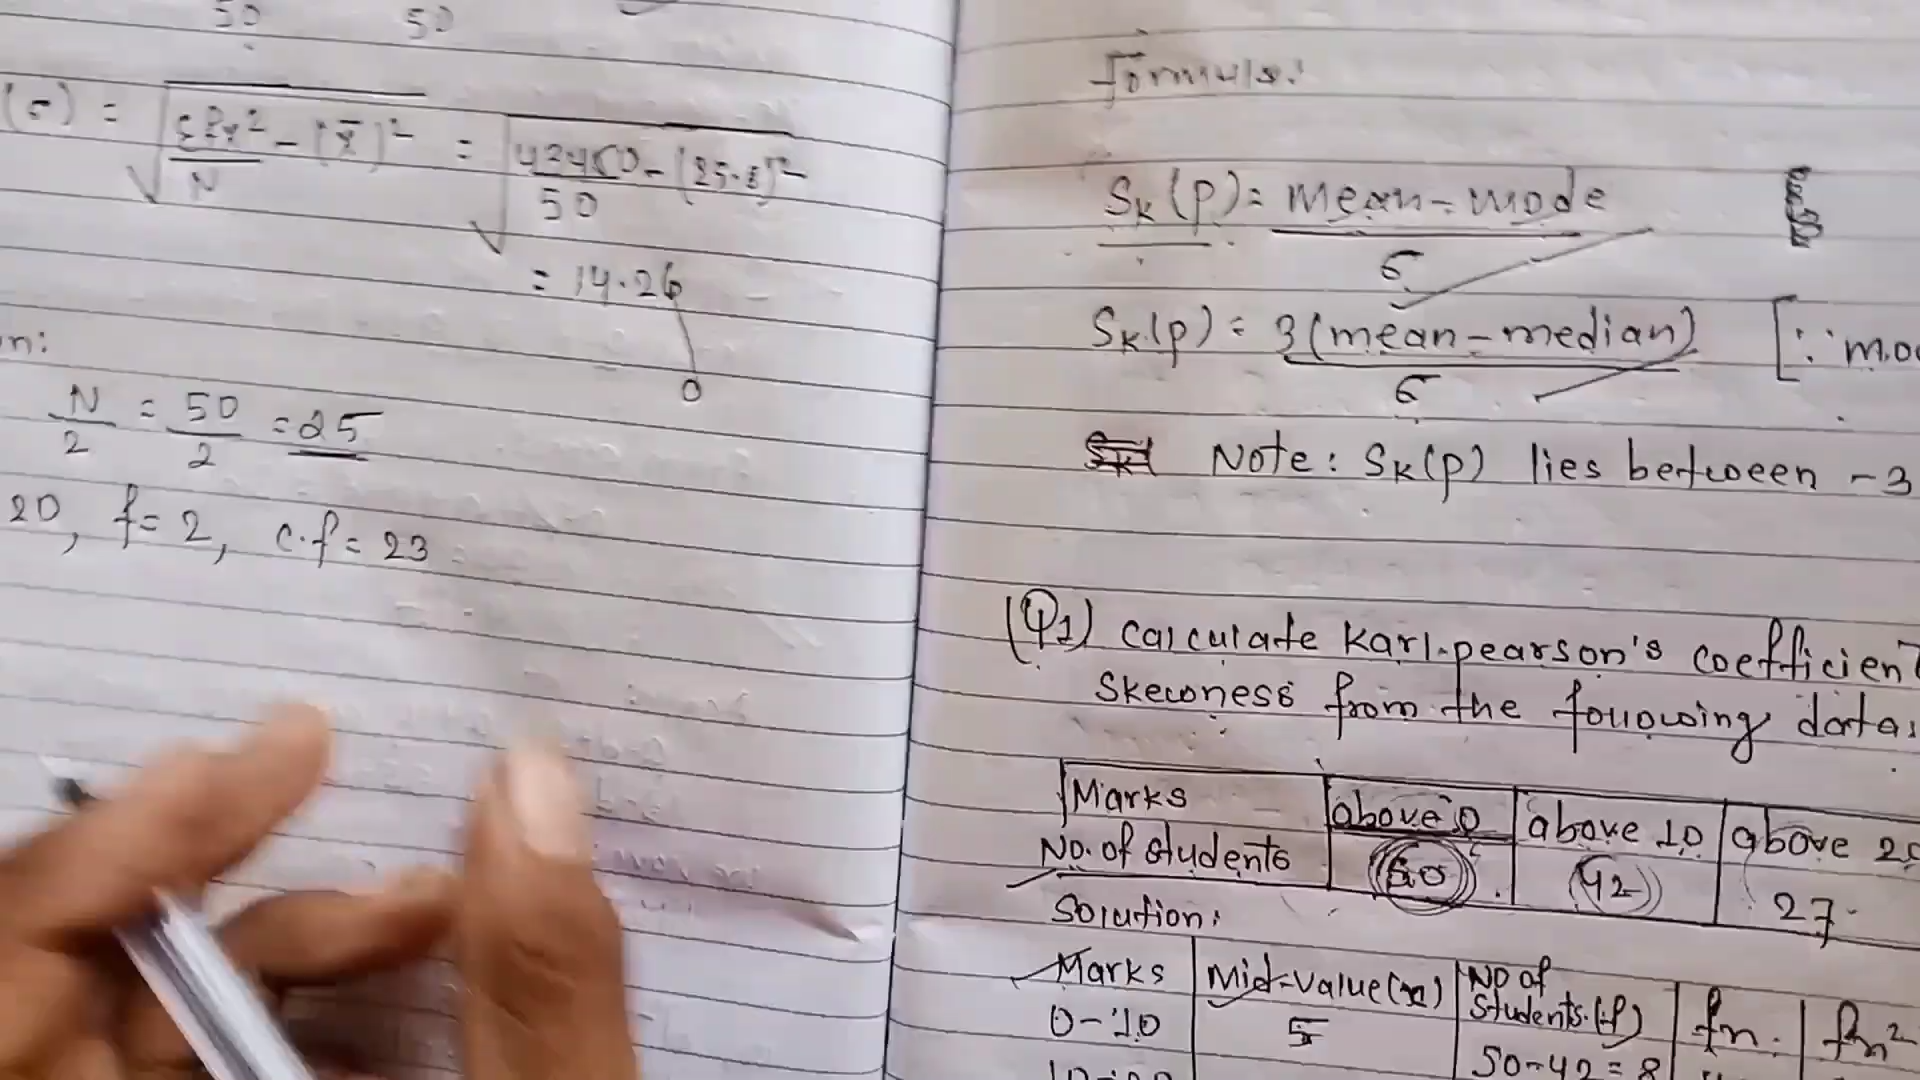 50 50
(σ) = √Σfx²/N - (x̄)² = √42450/50 - (25.8)²
= 14.26
0
n:
N/2 = 50/2 = 25
20, f = 2, c.f = 23
Formula:
Sk(p) = mean - mode / σ
Sk(p) = 3(mean - median) / σ [∵ mo
Note: Sk(p) lies between -3
(Q1) Calculate Karl-pearson's coefficient
Skewness from the following data:
Marks above 0 above 10 above 20
No. of students 50 42 27
Solution:
Marks Mid-value(x) No of Students (f) fx fx²
0-10 5 50-42 = 8